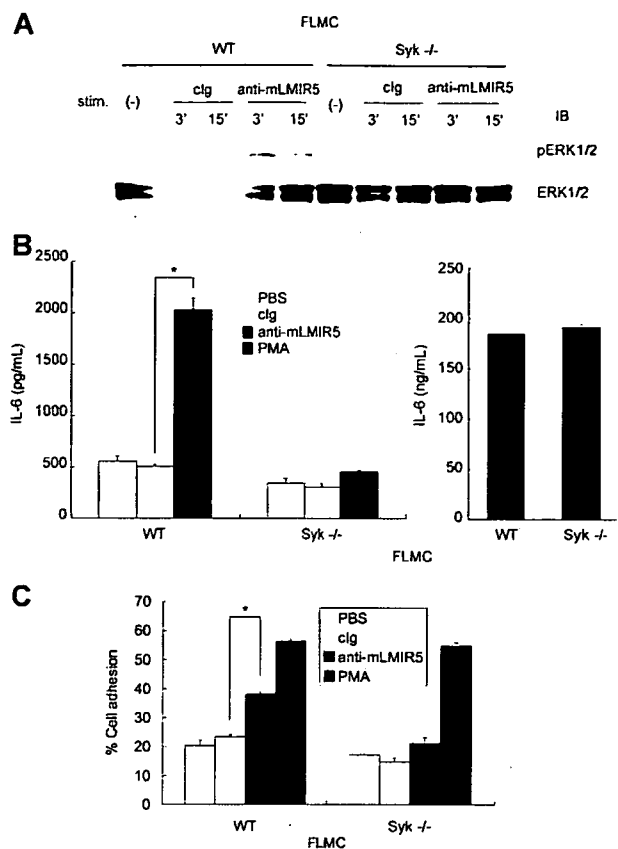 A
FLMC
WT Syk -/-
stim. (-) cIg anti-mLMIR5 (-) cIg anti-mLMIR5
3' 15' 3' 15' 3' 15' 3' 15' IB
pERK1/2
ERK1/2
B
IL-6 (pg/mL)
2500
2000
1500
1000
500
0
*
PBS
cIg
anti-mLMIR5
PMA
WT Syk -/-
IL-6 (ng/mL)
250
200
150
100
50
0
WT Syk -/-
FLMC
C
% Cell adhesion
70
60
50
40
30
20
10
0
*
PBS
cIg
anti-mLMIR5
PMA
WT Syk -/-
FLMC